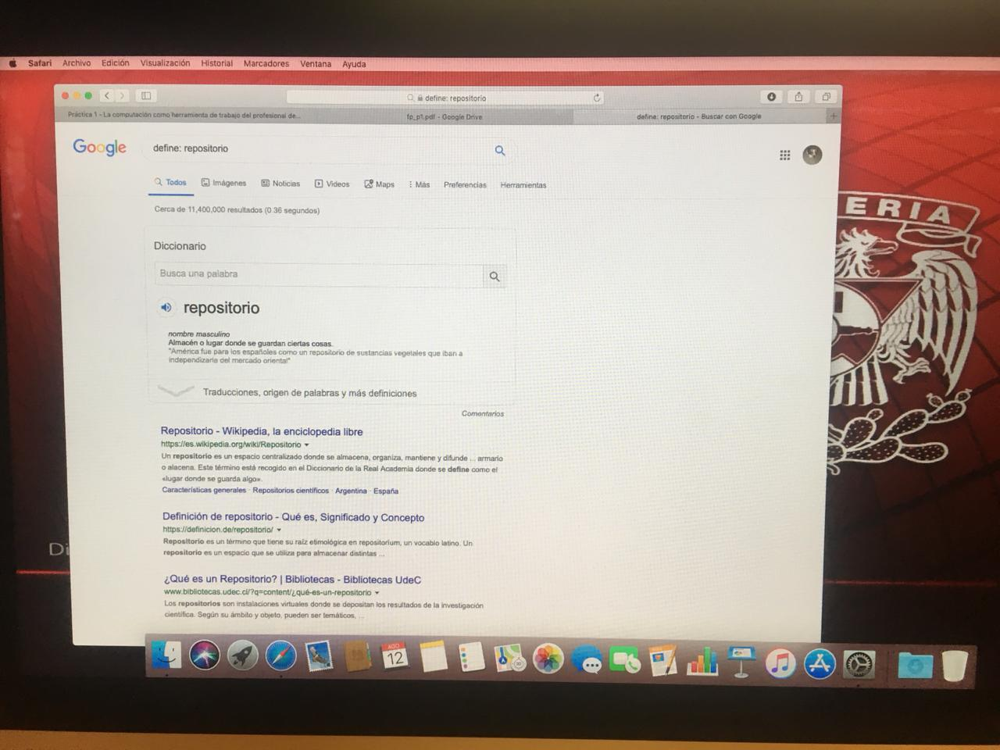 Safari Archivo Edición Visualización Historial Marcadores Ventana Ayuda
define: repositorio
Práctica 1 - La computación como herramienta de trabajo del profesional de...
fp_p1.pdf - Google Drive
define: repositorio - Buscar con Google
Google
define: repositorio
Todos Imágenes Noticias Videos Maps Más Preferencias Herramientas
Cerca de 11,400,000 resultados (0.36 segundos)
Diccionario
Busca una palabra
repositorio
nombre masculino
Almacén o lugar donde se guardan ciertas cosas.
"América fue para los españoles como un repositorio de sustancias vegetales que iban a
independizarla del mercado oriental"
Traducciones, origen de palabras y más definiciones
Comentarios
Repositorio - Wikipedia, la enciclopedia libre
https://es.wikipedia.org/wiki/Repositorio
Un repositorio es un espacio centralizado donde se almacena, organiza, mantiene y difunde ... armario
o alacena. Este término está recogido en el Diccionario de la Real Academia donde se define como el
«lugar donde se guarda algo».
Características generales · Repositorios científicos · Argentina · España
Definición de repositorio - Qué es, Significado y Concepto
https://definicion.de/repositorio/
Repositorio es un término que tiene su raíz etimológica en repositorium, un vocablo latino. Un
repositorio es un espacio que se utiliza para almacenar distintas ...
¿Qué es un Repositorio? | Bibliotecas - Bibliotecas UdeC
www.bibliotecas.udec.cl/?q=content/¿qué-es-un-repositorio
Los repositorios son instalaciones virtuales donde se depositan los resultados de la investigación
científica. Según su ámbito y objeto, pueden ser temáticos, ...
ERIA
Di
AGO
12